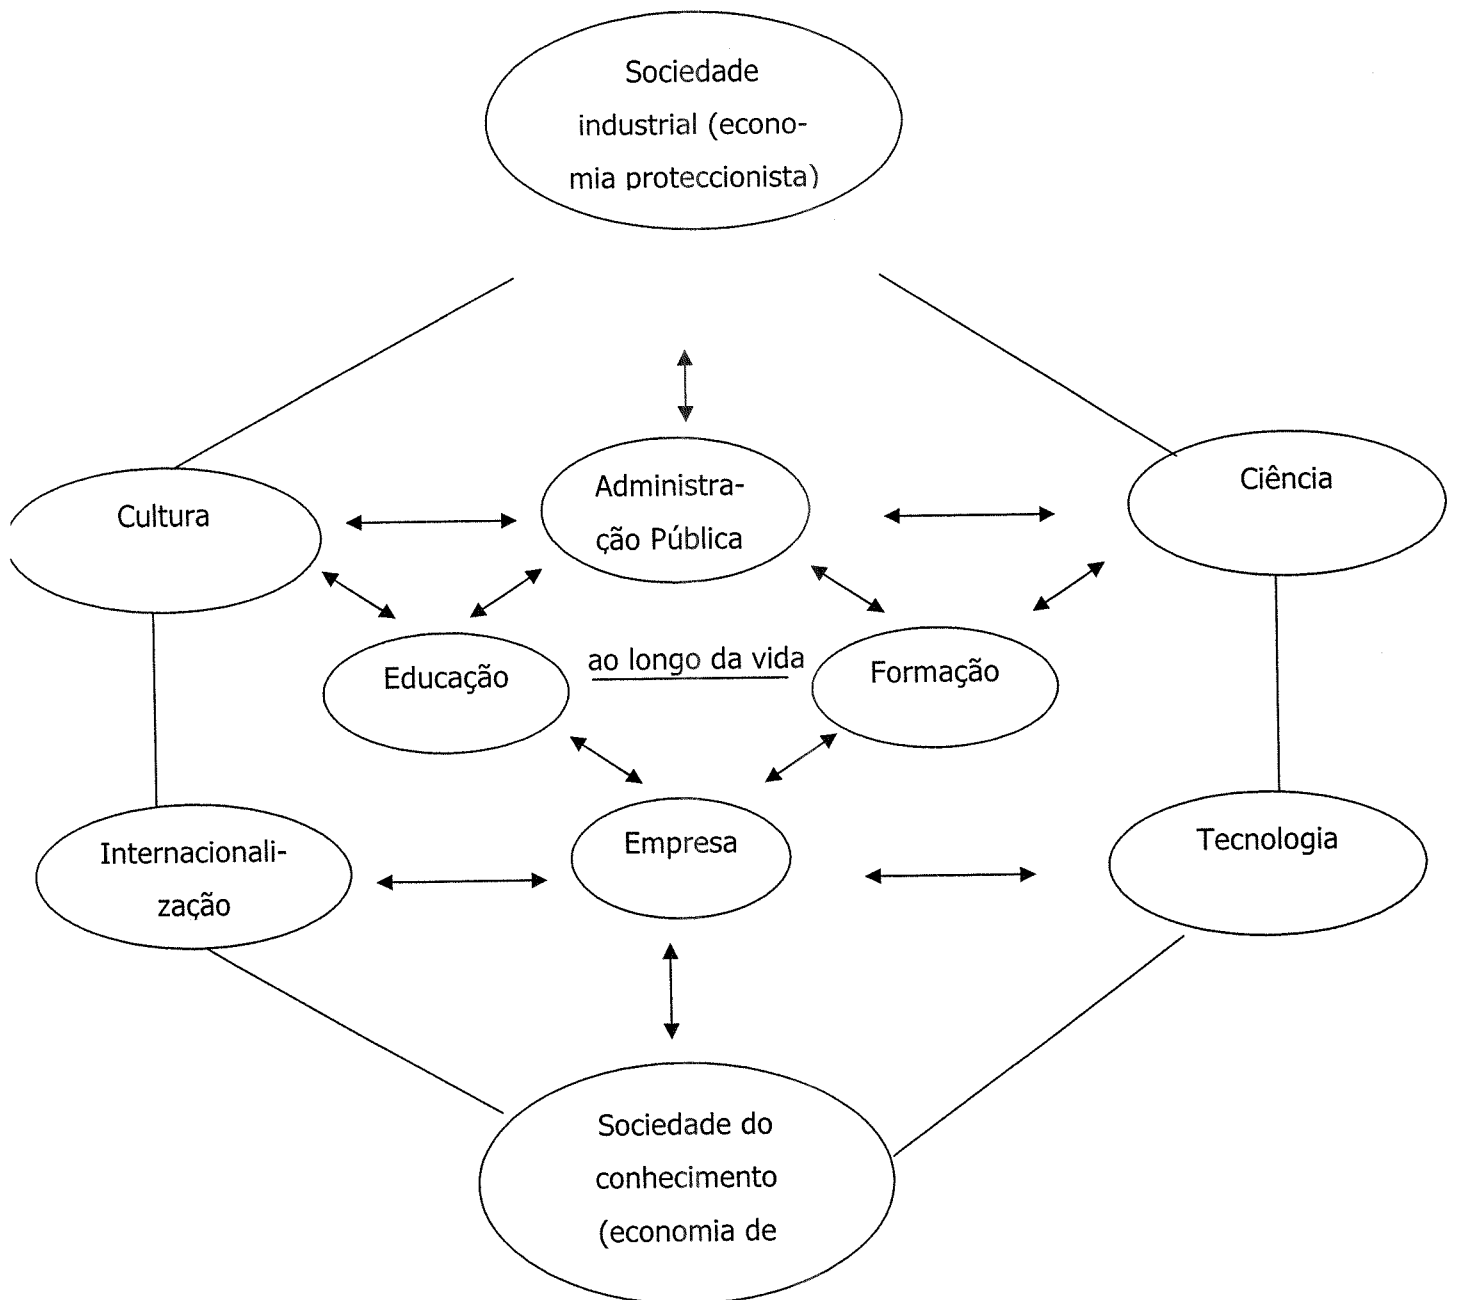 Sociedade
industrial (econo-
mia proteccionista)
Administra-
ção Pública
Ciência
Cultura
ao longo da vida
Educação
Formação
Empresa
Tecnologia
Internacionali-
zação
Sociedade do
conhecimento
(economia de